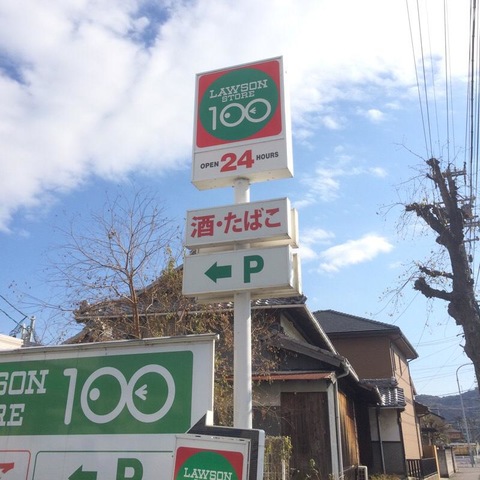 LAWSON
STORE
100
OPEN 24 HOURS
酒・たばこ
← P
SON 100
RE
← P
LAWSON